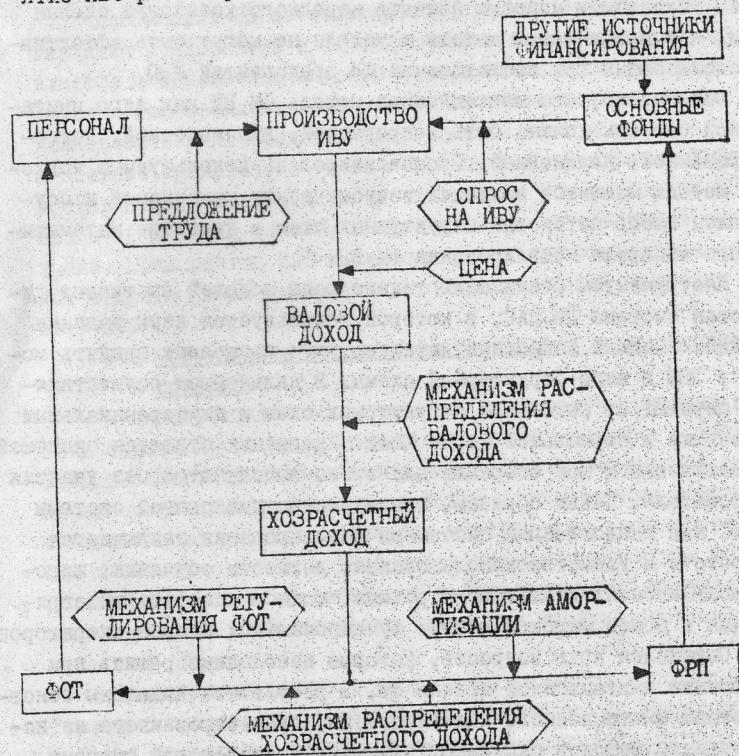 ДРУГИЕ ИСТОЧНИКИ
ФИНАНСИРОВАНИЯ
ПЕРСОНАЛ
ПРОИЗВОДСТВО
ИВУ
ОСНОВНЫЕ
ФОНДЫ
ПРЕДЛОЖЕНИЕ
ТРУДА
СПРОС
НА ИВУ
ЦЕНА
ВАЛОВОЙ
ДОХОД
МЕХАНИЗМ РАС-
ПРЕДЕЛЕНИЯ
ВАЛОВОГО
ДОХОДА
ХОЗРАСЧЕТНЫЙ
ДОХОД
МЕХАНИЗМ РЕГУ-
ЛИРОВАНИЯ ФОТ
МЕХАНИЗМ АМОР-
ТИЗАЦИИ
ФОТ
ФРП
МЕХАНИЗМ РАСПРЕДЕЛЕНИЯ
ХОЗРАСЧЕТНОГО ДОХОДА